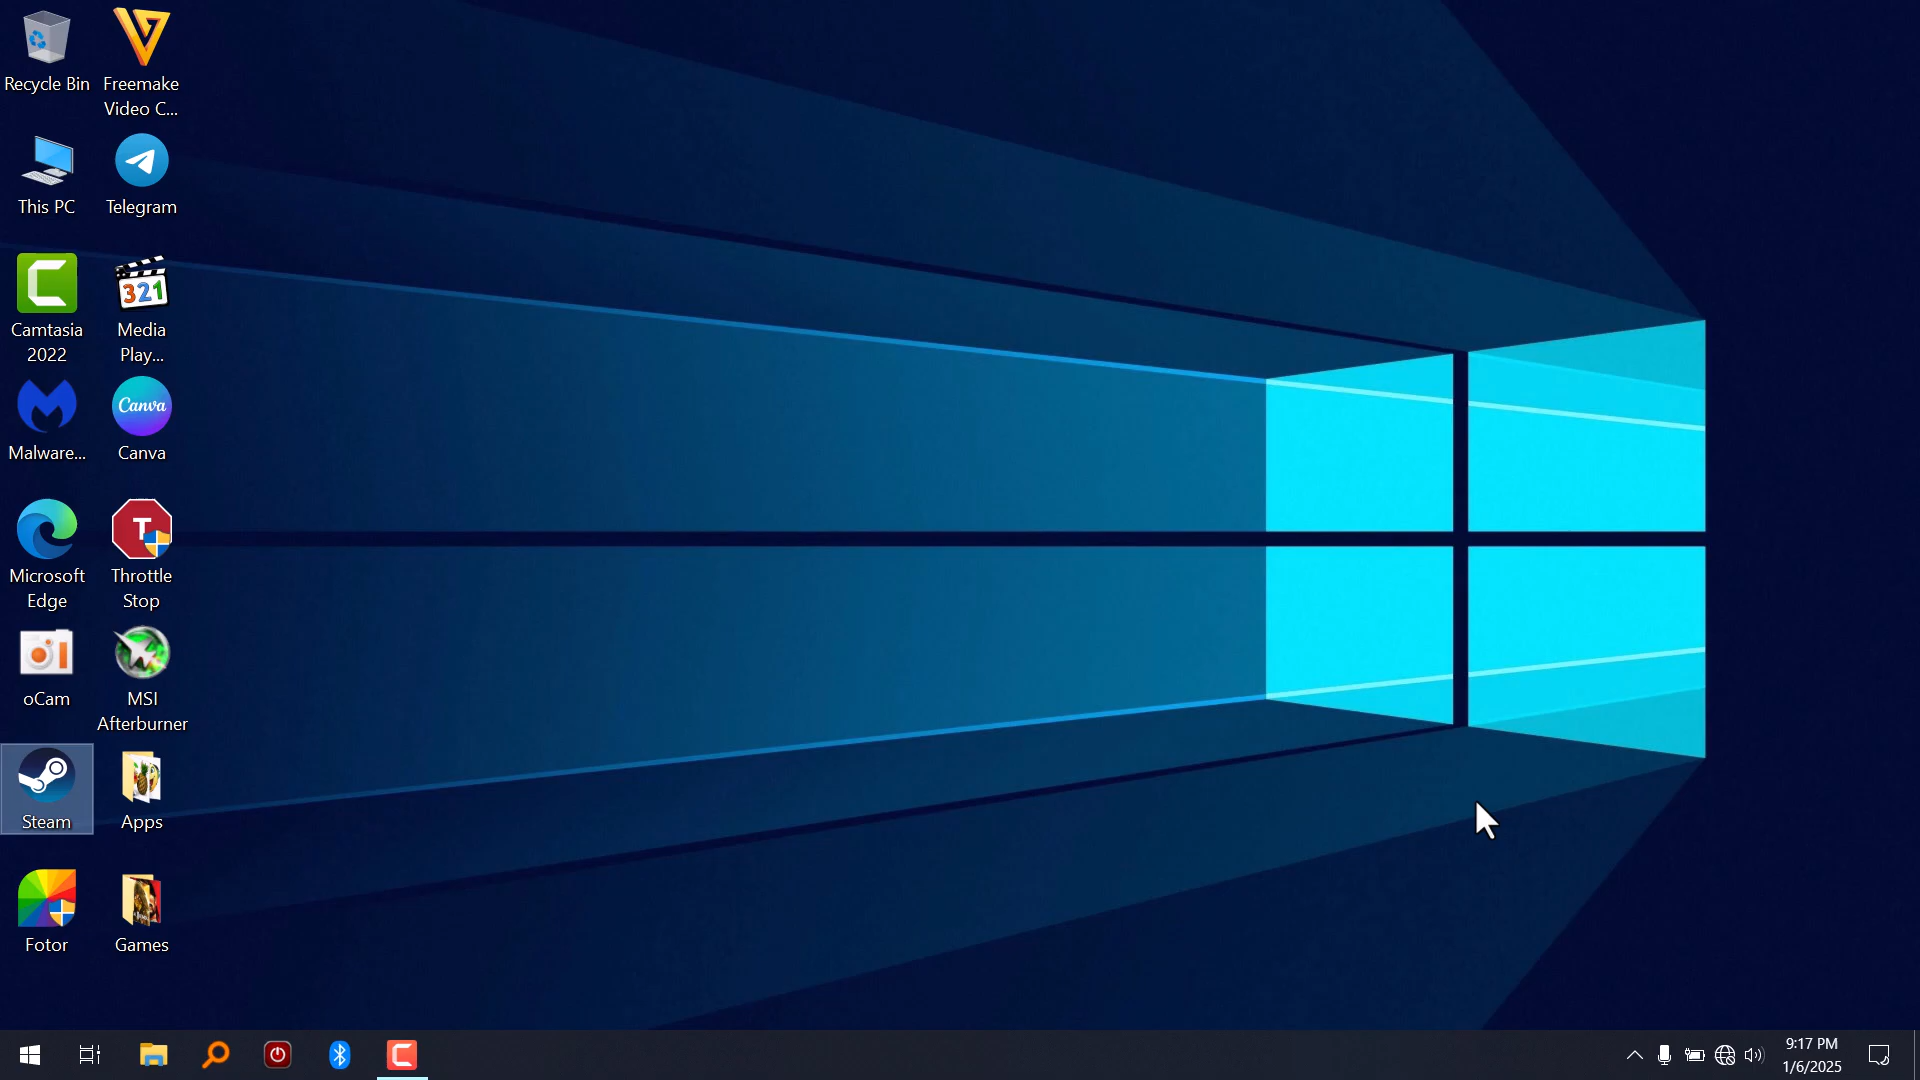 Recycle Bin
Freemake
Video C...
This PC
Telegram
Camtasia
2022
321
Media
Play...
Malware...
Canva
Canva
Microsoft
Edge
T
Throttle
Stop
oCam
MSI
Afterburner
Steam
Apps
Fotor
Games
9:17 PM
1/6/2025